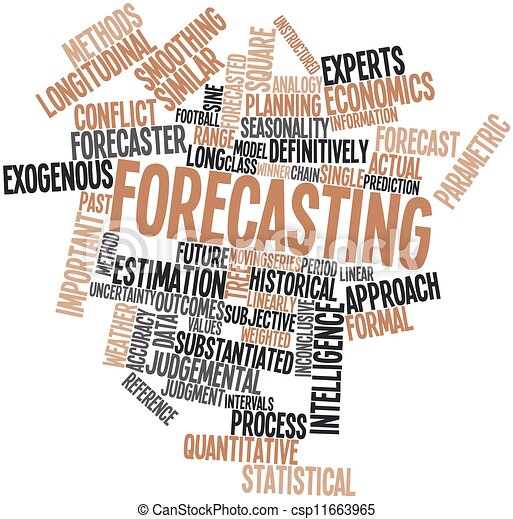 METHODS
LONGITUDINAL
SMOOTHING
SIMILAR
UNSTRUCTURED
SQUARE
FORECASTED
SINE
FOOTBALL
EXPERTS
ANALOGY
ECONOMICS
PLANNING
INFORMATION
CONFLICT
FORECASTER
RANGE
SEASONALITY
FORECAST
PARAMETRIC
MODEL
DEFINITIVELY
ACTUAL
LONG
CLASS
WINNER
CHAIN
SINGLE
PREDICTION
EXOGENOUS
PAST
FORECASTING
IMPORTANT
METHOD
FUTURE
MOVING
SERIES
PERIOD
LINEAR
ESTIMATION
TREE
HISTORICAL
APPROACH
UNCERTAINTY
OUTCOMES
LINEARLY
FORMAL
WEATHER
ACCURACY
DATA
VALUES
SUBJECTIVE
WEIGHTED
INCONCLUSIVE
INTELLIGENCE
SUBSTANTIATED
JUDGEMENTAL
REFERENCE
JUDGMENT
INTERVALS
PROCESS
QUANTITATIVE
STATISTICAL
© Can Stock Photo - csp11663965